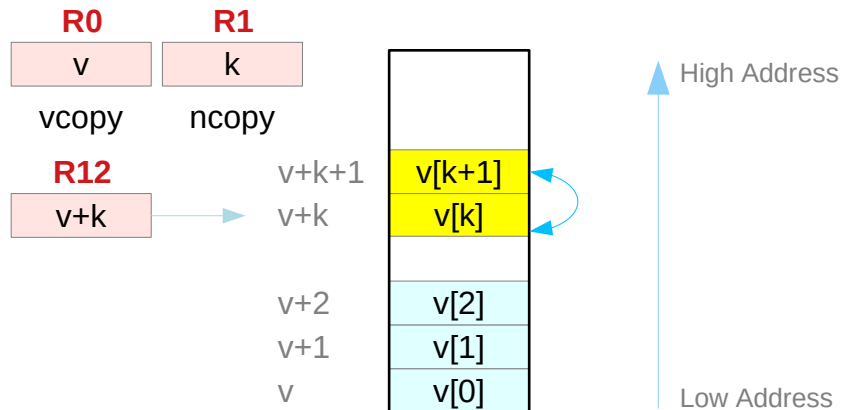 R0 R1
v k
High Address
vcopy ncopy
R12
v+k+1 v[k+1]
v+k v+k v[k]
v+2 v[2]
v+1 v[1]
v v[0]
Low Address